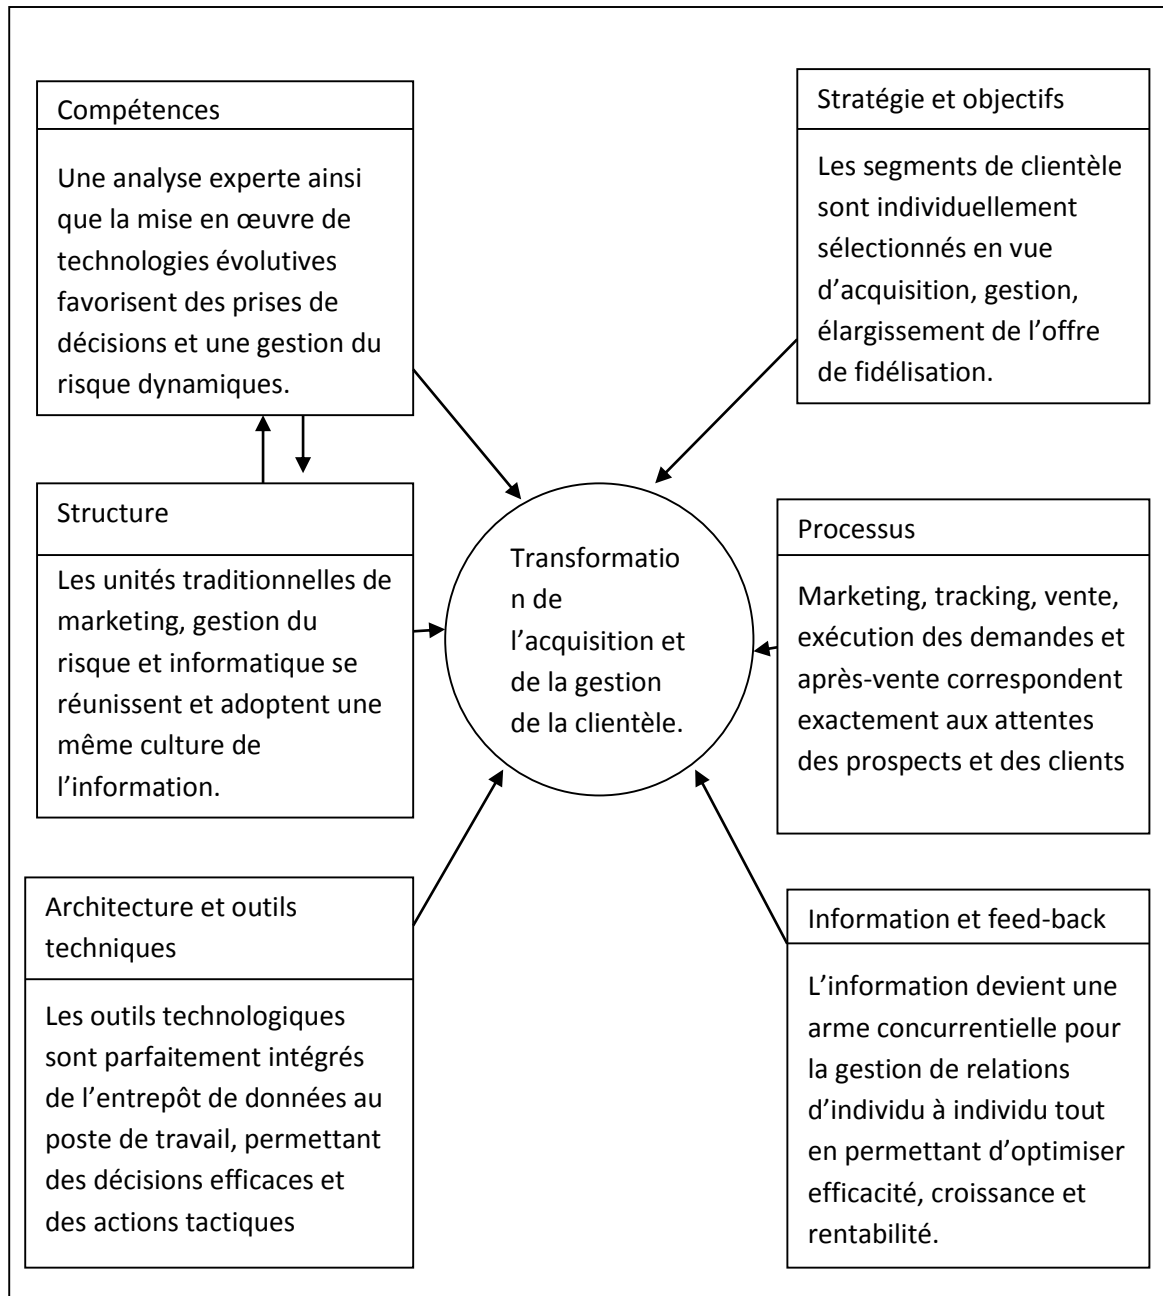 Compétences
Une analyse experte ainsi
que la mise en œuvre de
technologies évolutives
favorisent des prises de
décisions et une gestion du
risque dynamiques.
Stratégie et objectifs
Les segments de clientèle
sont individuellement
sélectionnés en vue
d’acquisition, gestion,
élargissement de l’offre
de fidélisation.
Structure
Les unités traditionnelles de
marketing, gestion du
risque et informatique se
réunissent et adoptent une
même culture de
l’information.
Transformatio
n de
l’acquisition et
de la gestion
de la clientèle.
Processus
Marketing, tracking, vente,
exécution des demandes et
après-vente correspondent
exactement aux attentes
des prospects et des clients
Architecture et outils
techniques
Les outils technologiques
sont parfaitement intégrés
de l’entrepôt de données au
poste de travail, permettant
des décisions efficaces et
des actions tactiques
Information et feed-back
L’information devient une
arme concurrentielle pour
la gestion de relations
d’individu à individu tout
en permettant d’optimiser
efficacité, croissance et
rentabilité.